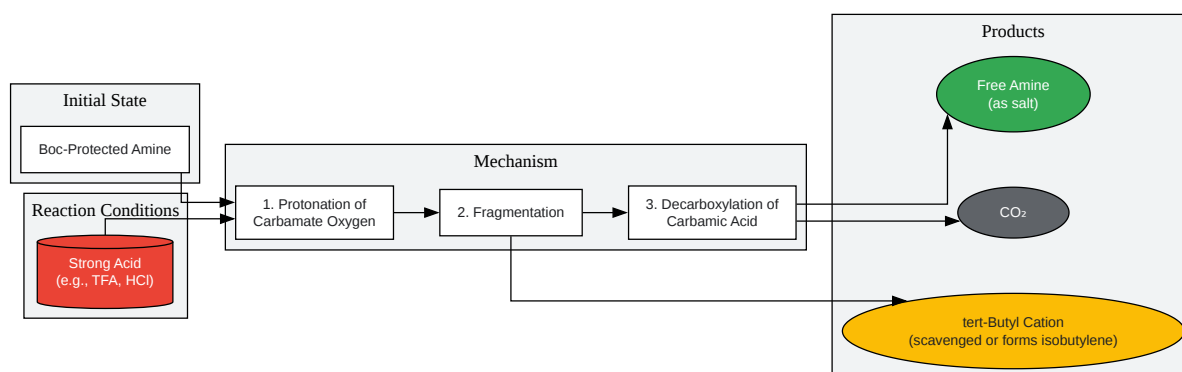 Initial State
Boc-Protected Amine
Reaction Conditions
Strong Acid
(e.g., TFA, HCl)
Mechanism
1. Protonation of
Carbamate Oxygen
2. Fragmentation
3. Decarboxylation of
Carbamic Acid
Products
Free Amine
(as salt)
CO₂
tert-Butyl Cation
(scavenged or forms isobutylene)